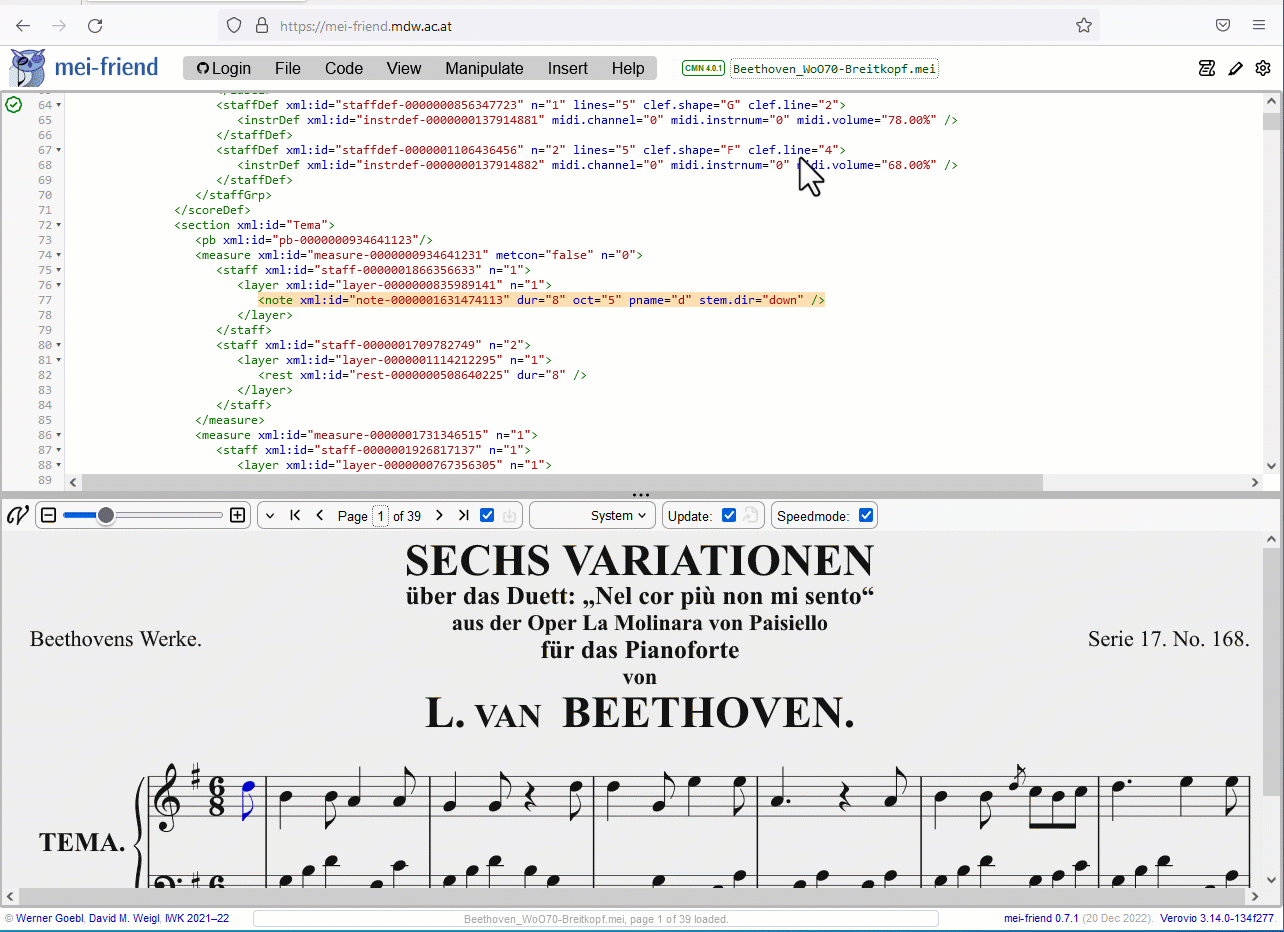 https://mei-friend.mdw.ac.at
mei-friend Login File Code View Manipulate Insert Help CMN 4.0.1 Beethoven_WoO70-Breitkopf.mei
64 <staffDef xml:id="staffdef-0000000856347723" n="1" lines="5" clef.shape="G" clef.line="2">
65 <instrDef xml:id="instrdef-0000000137914881" midi.channel="0" midi.instrnum="0" midi.volume="78.00%" />
66 </staffDef>
67 <staffDef xml:id="staffdef-0000001106436456" n="2" lines="5" clef.shape="F" clef.line="4">
68 <instrDef xml:id="instrdef-0000000137914882" midi.channel="0" midi.instrnum="0" midi.volume="68.00%" />
69 </staffDef>
70 </staffGrp>
71 </scoreDef>
72 <section xml:id="Tema">
73 <pb xml:id="pb-0000000934641123"/>
74 <measure xml:id="measure-0000000934641231" metcon="false" n="0">
75 <staff xml:id="staff-0000001866356633" n="1">
76 <layer xml:id="layer-0000000835989141" n="1">
77 <note xml:id="note-0000001631474113" dur="8" oct="5" pname="d" stem.dir="down" />
78 </layer>
79 </staff>
80 <staff xml:id="staff-0000001709782749" n="2">
81 <layer xml:id="layer-0000001114212295" n="1">
82 <rest xml:id="rest-0000000508640225" dur="8" />
83 </layer>
84 </staff>
85 </measure>
86 <measure xml:id="measure-0000001731346515" n="1">
87 <staff xml:id="staff-0000001926817137" n="1">
88 <layer xml:id="layer-0000000767356305" n="1">
89
Page 1 of 39 System Update: Speedmode:
SECHS VARIATIONEN
über das Duett: „Nel cor più non mi sento“
aus der Oper La Molinara von Paisiello
Beethovens Werke. Serie 17. No. 168.
für das Pianoforte
von
L. VAN BEETHOVEN.
6
8
TEMA.
© Werner Goebl, David M. Weigl, IWK 2021–22 Beethoven_WoO70-Breitkopf.mei, page 1 of 39 loaded. mei-friend 0.7.1 (20 Dec 2022). Verovio 3.14.0-134f277.